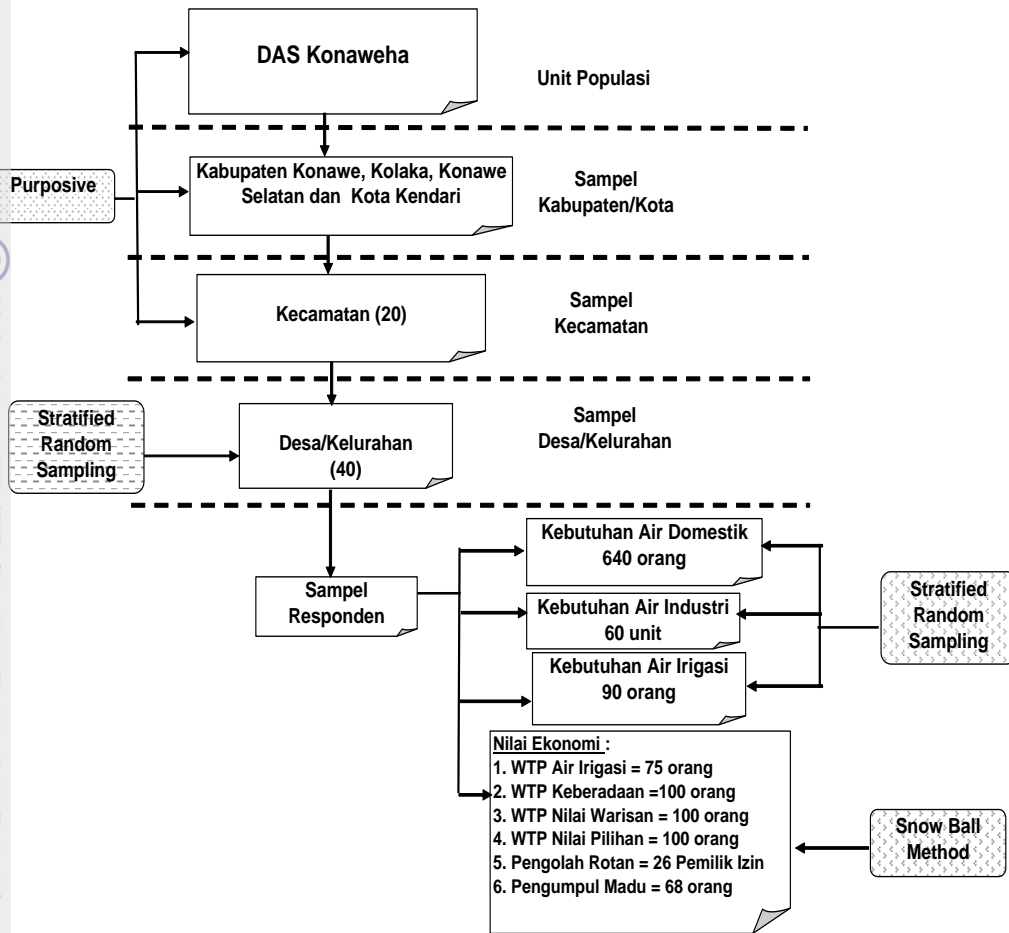 DAS Konaweha
Unit Populasi
Purposive
Kabupaten Konawe, Kolaka, Konawe
Selatan dan Kota Kendari
Sampel
Kabupaten/Kota
Kecamatan (20)
Sampel
Kecamatan
Stratified
Random
Sampling
Desa/Kelurahan
(40)
Sampel
Desa/Kelurahan
Sampel
Responden
Kebutuhan Air Domestik
640 orang
Kebutuhan Air Industri
60 unit
Kebutuhan Air Irigasi
90 orang
Stratified
Random
Sampling
Nilai Ekonomi :
1. WTP Air Irigasi = 75 orang
2. WTP Keberadaan =100 orang
3. WTP Nilai Warisan = 100 orang
4. WTP Nilai Pilihan = 100 orang
5. Pengolah Rotan = 26 Pemilik Izin
6. Pengumpul Madu = 68 orang
Snow Ball
Method